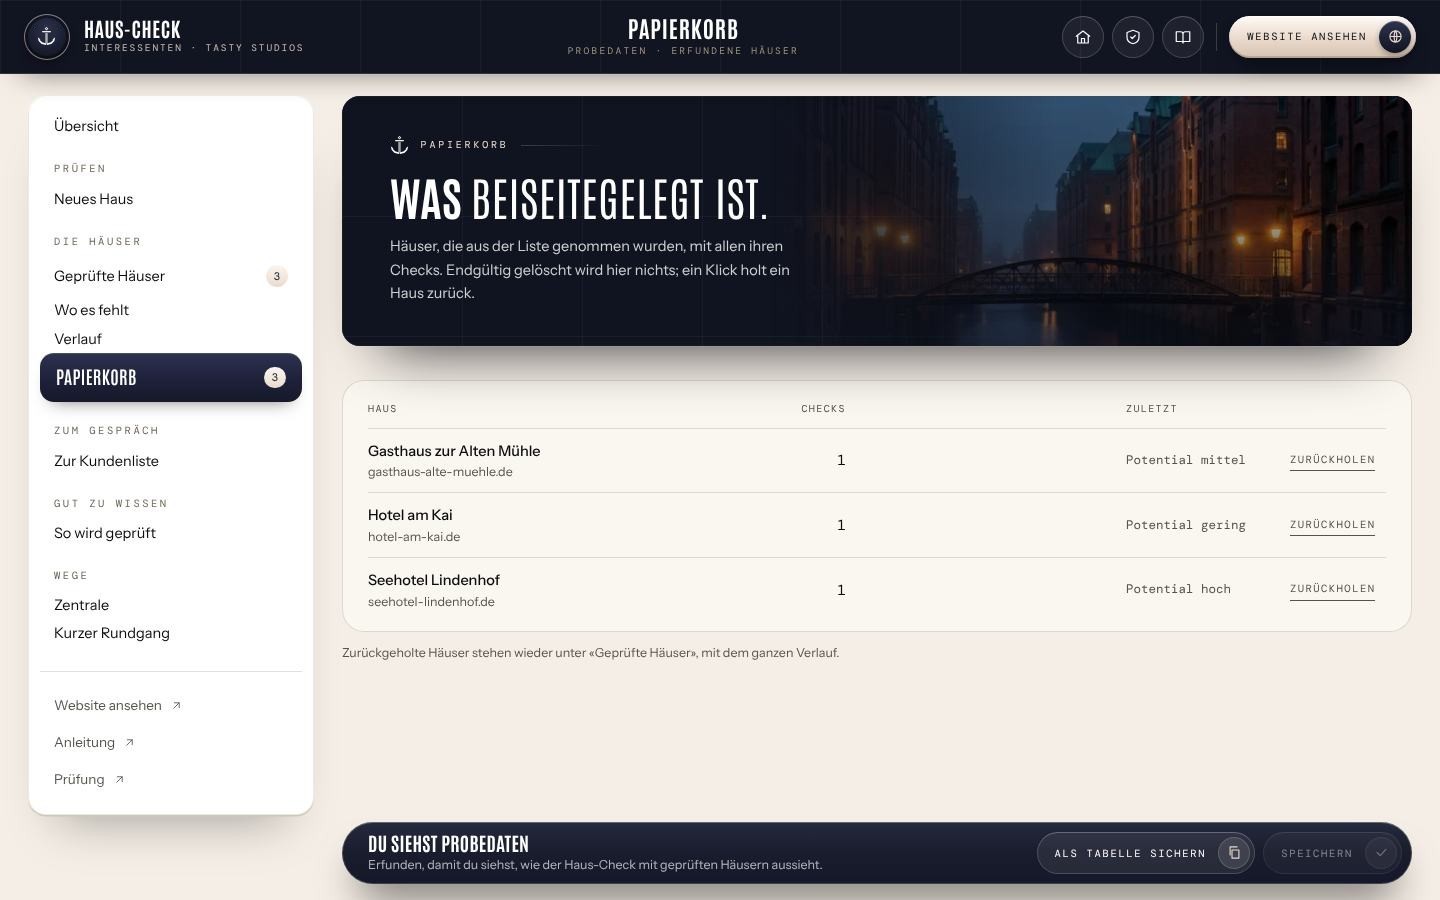 HAUS-CHECK
INTERESSENTEN · TASTY STUDIOS
PAPIERKORB
PROBEDATEN · ERFUNDENE HÄUSER
WEBSITE ANSEHEN
Übersicht
PRÜFEN
Neues Haus
DIE HÄUSER
Geprüfte Häuser 3
Wo es fehlt
Verlauf
PAPIERKORB 3
ZUM GESPRÄCH
Zur Kundenliste
GUT ZU WISSEN
So wird geprüft
WEGE
Zentrale
Kurzer Rundgang
Website ansehen
Anleitung
Prüfung
PAPIERKORB
WAS BEISEITEGELEGT IST.
Häuser, die aus der Liste genommen wurden, mit allen ihren
Checks. Endgültig gelöscht wird hier nichts; ein Klick holt ein
Haus zurück.
HAUS CHECKS ZULETZT
Gasthaus zur Alten Mühle
gasthaus-alte-muehle.de
1 Potential mittel ZURÜCKHOLEN
Hotel am Kai
hotel-am-kai.de
1 Potential gering ZURÜCKHOLEN
Seehotel Lindenhof
seehotel-lindenhof.de
1 Potential hoch ZURÜCKHOLEN
Zurückgeholte Häuser stehen wieder unter «Geprüfte Häuser», mit dem ganzen Verlauf.
DU SIEHST PROBEDATEN
Erfunden, damit du siehst, wie der Haus-Check mit geprüften Häusern aussieht.
ALS TABELLE SICHERN
SPEICHERN